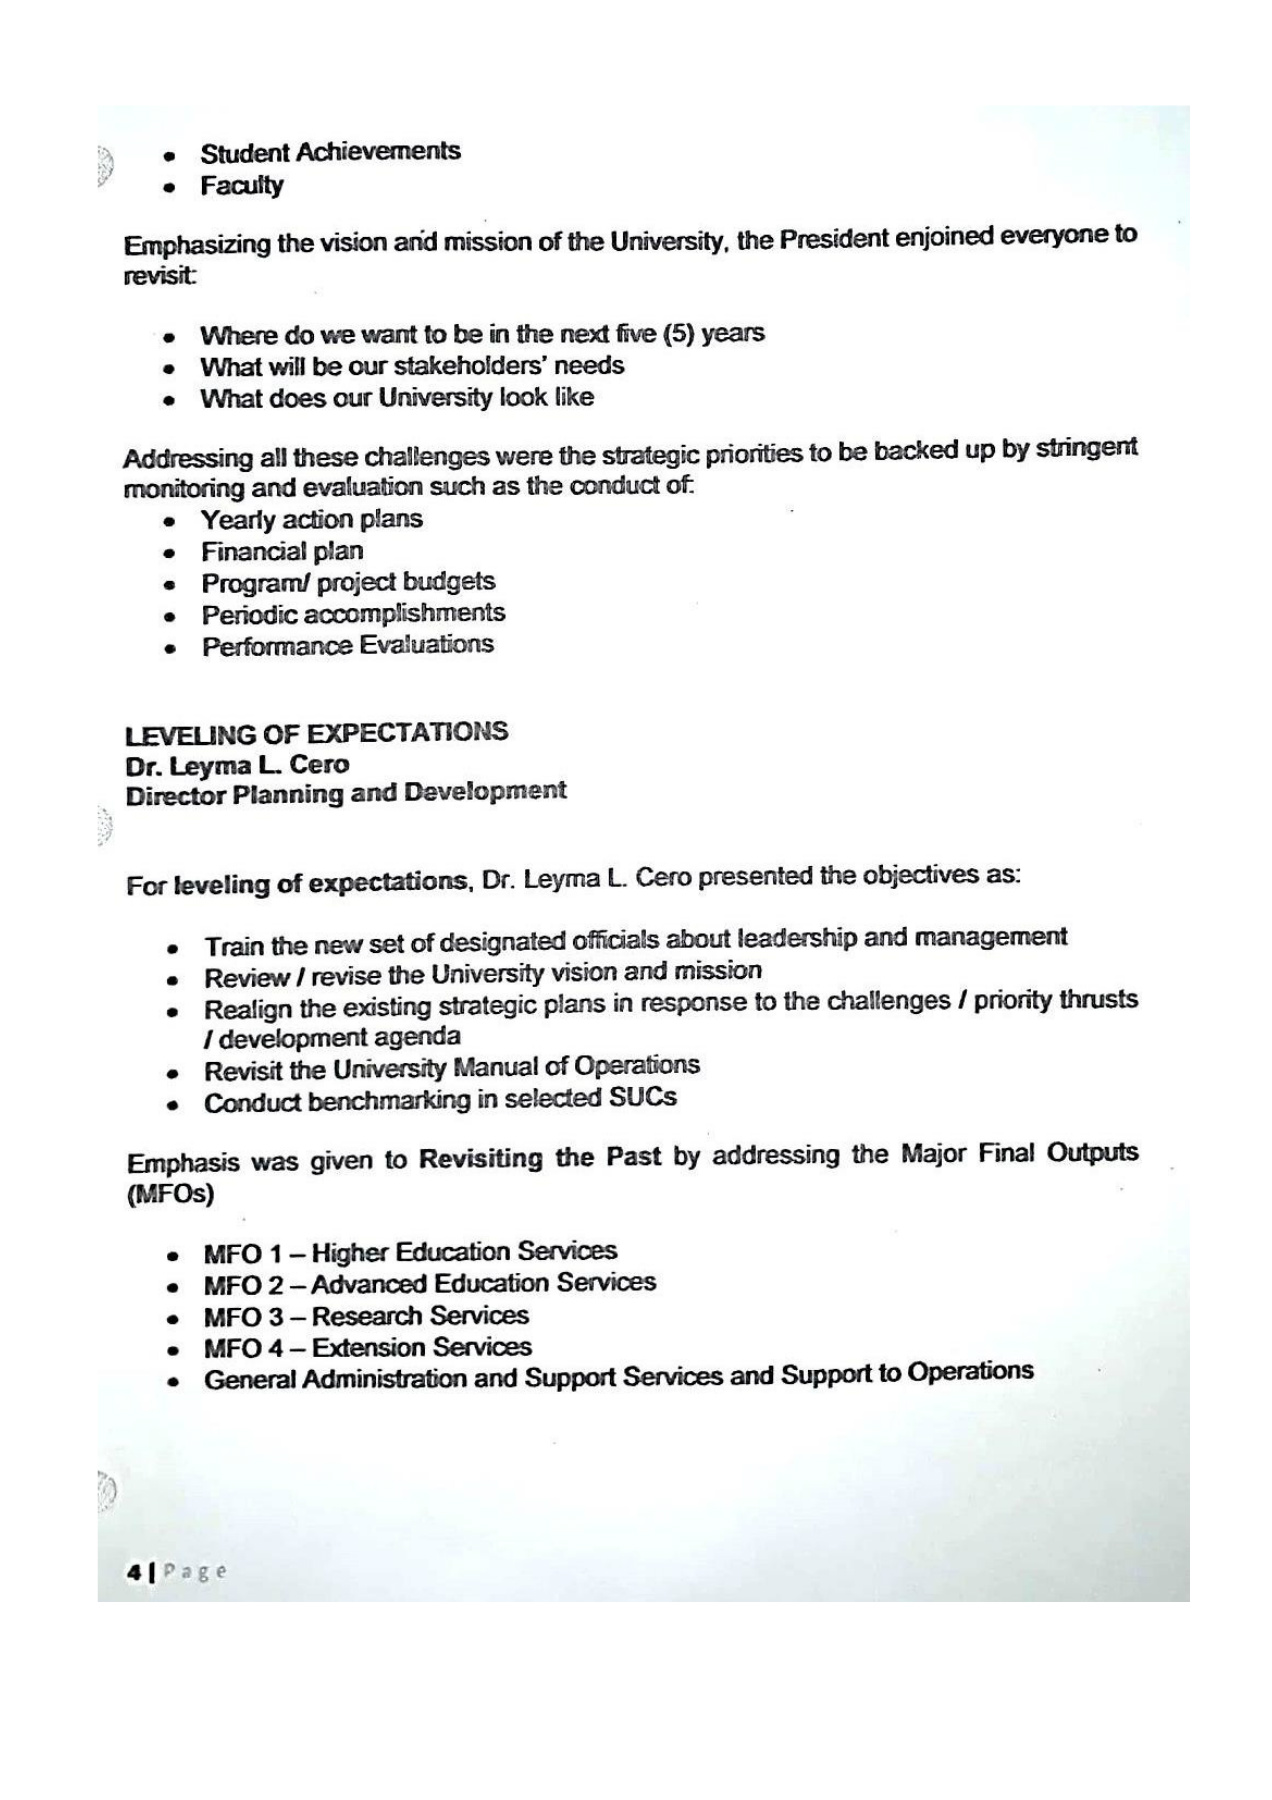 • Student Achievements
• Faculty
Emphasizing the vision and mission of the University, the President enjoined everyone to
revisit:
• Where do we want to be in the next five (5) years
• What will be our stakeholders' needs
• What does our University look like
Addressing all these challenges were the strategic priorities to be backed up by stringent
monitoring and evaluation such as the conduct of:
• Yearly action plans
• Financial plan
• Program/ project budgets
• Periodic accomplishments
• Performance Evaluations
LEVELING OF EXPECTATIONS
Dr. Leyma L. Cero
Director Planning and Development
For leveling of expectations, Dr. Leyma L. Cero presented the objectives as:
• Train the new set of designated officials about leadership and management
• Review / revise the University vision and mission
• Realign the existing strategic plans in response to the challenges / priority thrusts
/ development agenda
• Revisit the University Manual of Operations
• Conduct benchmarking in selected SUCs
Emphasis was given to Revisiting the Past by addressing the Major Final Outputs
(MFOs)
• MFO 1 – Higher Education Services
• MFO 2 – Advanced Education Services
• MFO 3 – Research Services
• MFO 4 – Extension Services
• General Administration and Support Services and Support to Operations
4 | Page